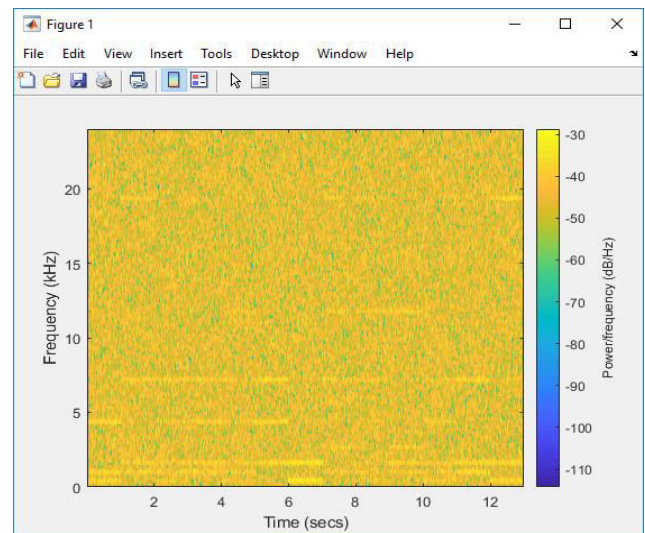 Figure 1
File Edit View Insert Tools Desktop Window Help
-30
-40
-50
-60
-70
-80
-90
-100
-110
Power/frequency (dB/Hz)
20
15
10
5
0
Frequency (kHz)
2 4 6 8 10 12
Time (secs)